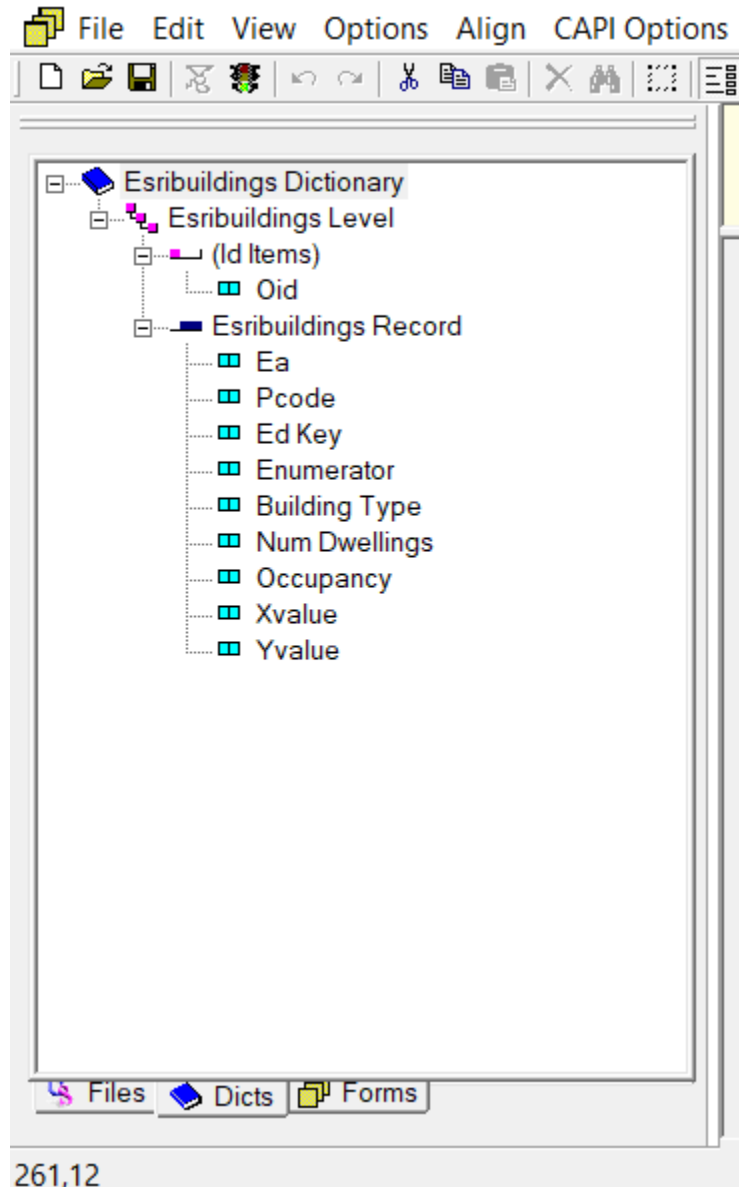 File Edit View Options Align CAPI Options
Esribuildings Dictionary
Esribuildings Level
(Id Items)
Oid
Esribuildings Record
Ea
Pcode
Ed Key
Enumerator
Building Type
Num Dwellings
Occupancy
Xvalue
Yvalue
Files Dicts Forms
261,12